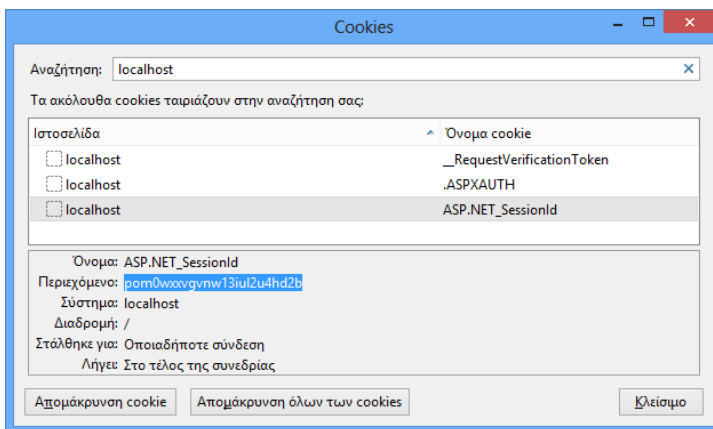 Cookies
Αναζήτηση: localhost
Τα ακόλουθα cookies ταιριάζουν στην αναζήτηση σας:
Ιστοσελίδα Όνομα cookie
localhost __RequestVerificationToken
localhost .ASPXAUTH
localhost ASP.NET_SessionId
Όνομα: ASP.NET_SessionId
Περιεχόμενο: pom0wxxvgvnw13iul2u4hd2b
Σύστημα: localhost
Διαδρομή: /
Στάλθηκε για: Οποιαδήποτε σύνδεση
Λήγει: Στο τέλος της συνεδρίας
Απομάκρυνση cookie Απομάκρυνση όλων των cookies Κλείσιμο